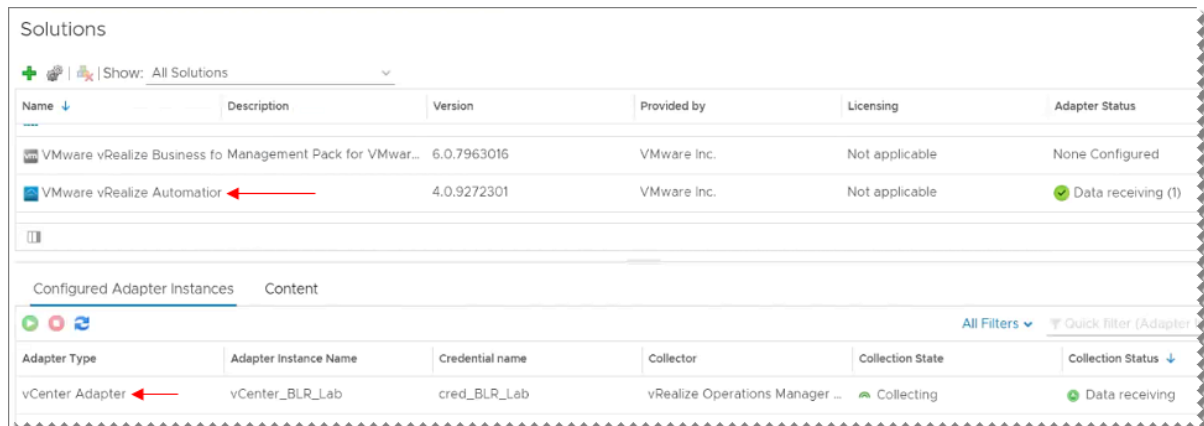 Solutions
Show: All Solutions
Name Description Version Provided by Licensing Adapter Status
VMware vRealize Business fo Management Pack for VMwar... 6.0.7963016 VMware Inc. Not applicable None Configured
VMware vRealize Automation 4.0.9272301 VMware Inc. Not applicable Data receiving (1)
Configured Adapter Instances Content
All Filters Quick filter (Adapter
Adapter Type Adapter Instance Name Credential name Collector Collection State Collection Status
vCenter Adapter vCenter_BLR_Lab cred_BLR_Lab vRealize Operations Manager ... Collecting Data receiving